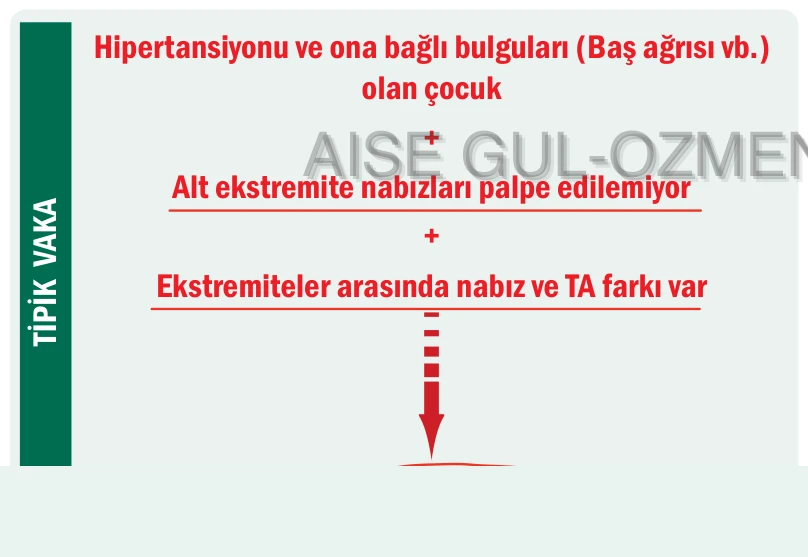 Hipertansiyonu ve ona bağlı bulguları (Baş ağrısı vb.)
olan çocuk
+
AISE GUL-OZMEN
Alt ekstremite nabızları palpe edilemiyor
+
Ekstremiteler arasında nabız ve TA farkı var
TİPİK VAKA